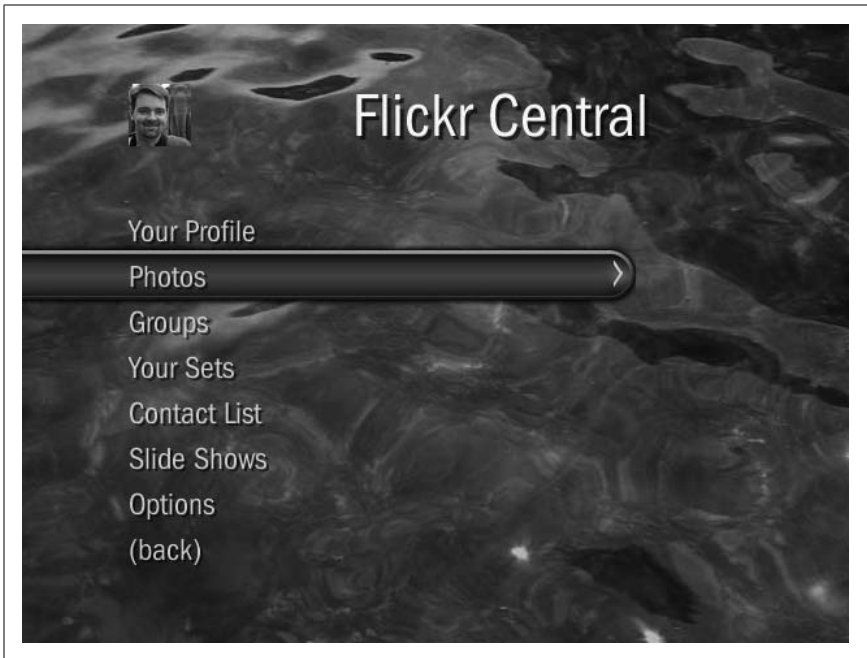 Flickr Central
Your Profile
Photos
Groups
Your Sets
Contact List
Slide Shows
Options
(back)